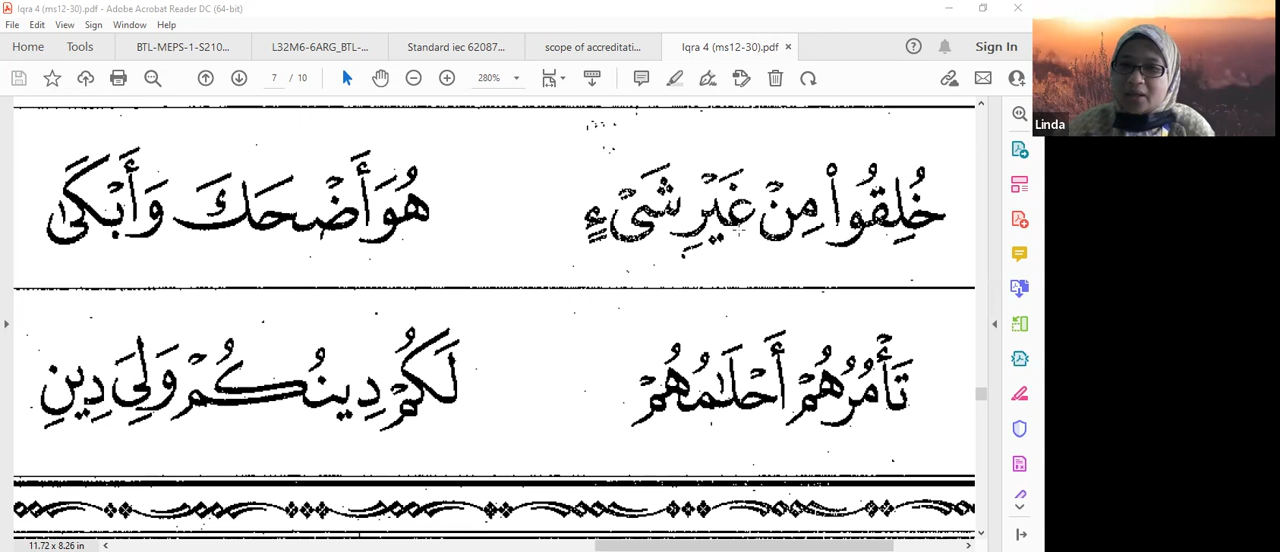 Iqra 4 (ms12-30).pdf - Adobe Acrobat Reader DC (64-bit)
File Edit View Sign Window Help
Home Tools BTL-MEPS-1-S210... L32M6-6ARG_BTL-... Standard iec 62087... scope of accreditati... Iqra 4 (ms12-30).pdf × Sign In
7 / 10 280%
Linda
خُلِقُواْ مِنْ غَيْرِ شَىْءٍ هُوَ أَضْحَكَ وَأَبْكَىٰ
تَأْمُرُهُمْ أَحْلَـٰمُهُمْ لَكُمْ دِينُكُمْ وَلِىَ دِينِ
11.72 x 8.26 in